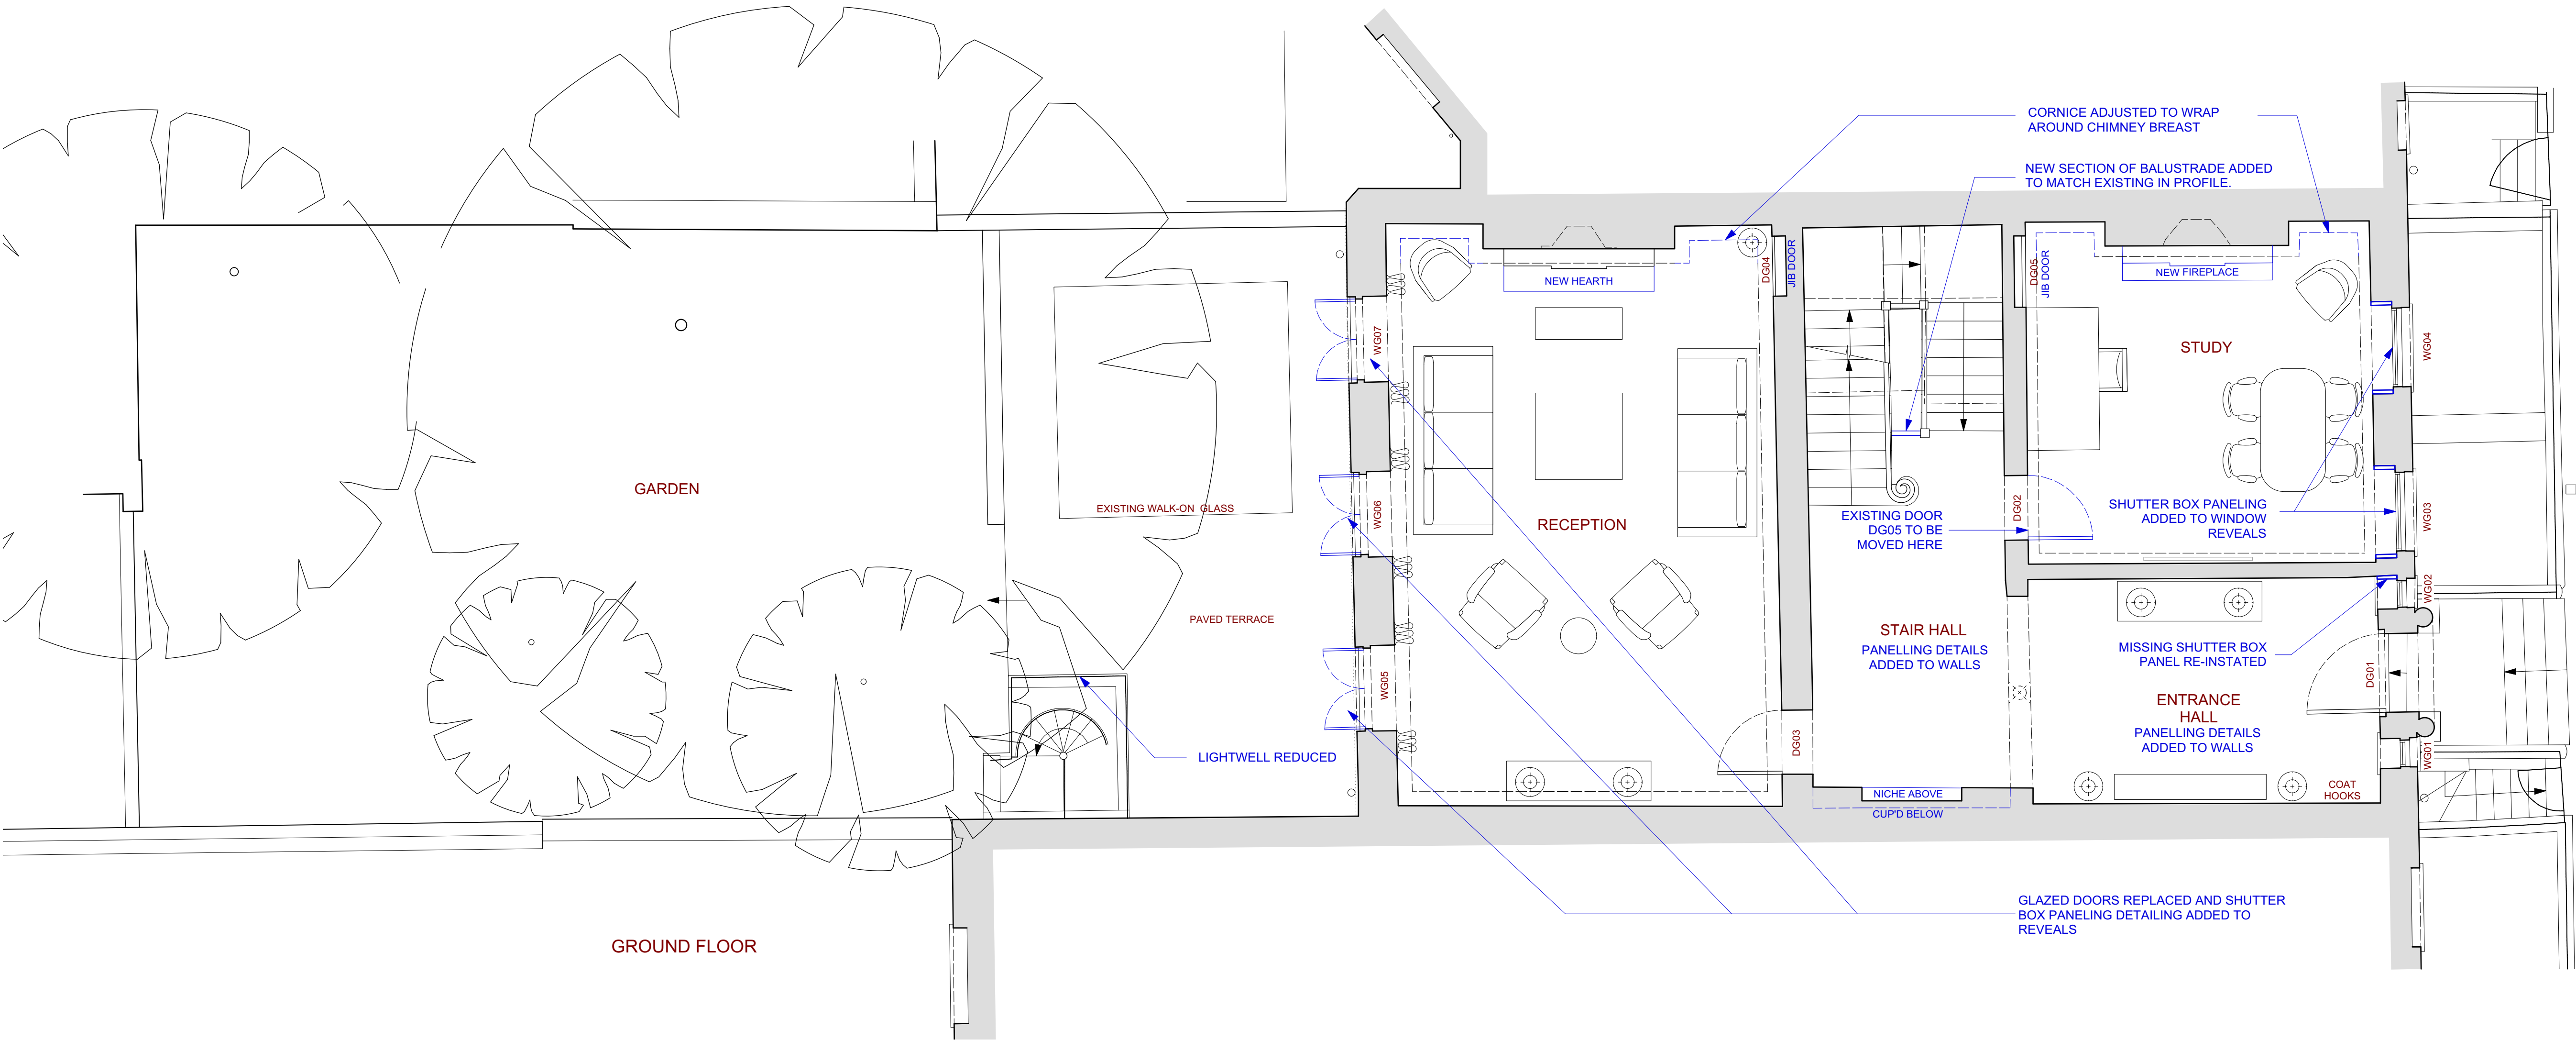 CORNICE ADJUSTED TO WRAP
AROUND CHIMNEY BREAST
NEW SECTION OF BALUSTRADE ADDED
TO MATCH EXISTING IN PROFILE.
DG04
JIB DOOR
DG05
JIB DOOR
NEW HEARTH
NEW FIREPLACE
WG07
STUDY
WG04
GARDEN
EXISTING WALK-ON GLASS
WG06
RECEPTION
EXISTING DOOR
DG05 TO BE
MOVED HERE
DG02
SHUTTER BOX PANELING
ADDED TO WINDOW
REVEALS
WG03
WG02
PAVED TERRACE
STAIR HALL
PANELLING DETAILS
ADDED TO WALLS
MISSING SHUTTER BOX
PANEL RE-INSTATED
WG05
DG01
ENTRANCE
HALL
PANELLING DETAILS
ADDED TO WALLS
LIGHTWELL REDUCED
DG03
WG01
NICHE ABOVE
CUP'D BELOW
COAT
HOOKS
GLAZED DOORS REPLACED AND SHUTTER
BOX PANELING DETAILING ADDED TO
REVEALS
GROUND FLOOR